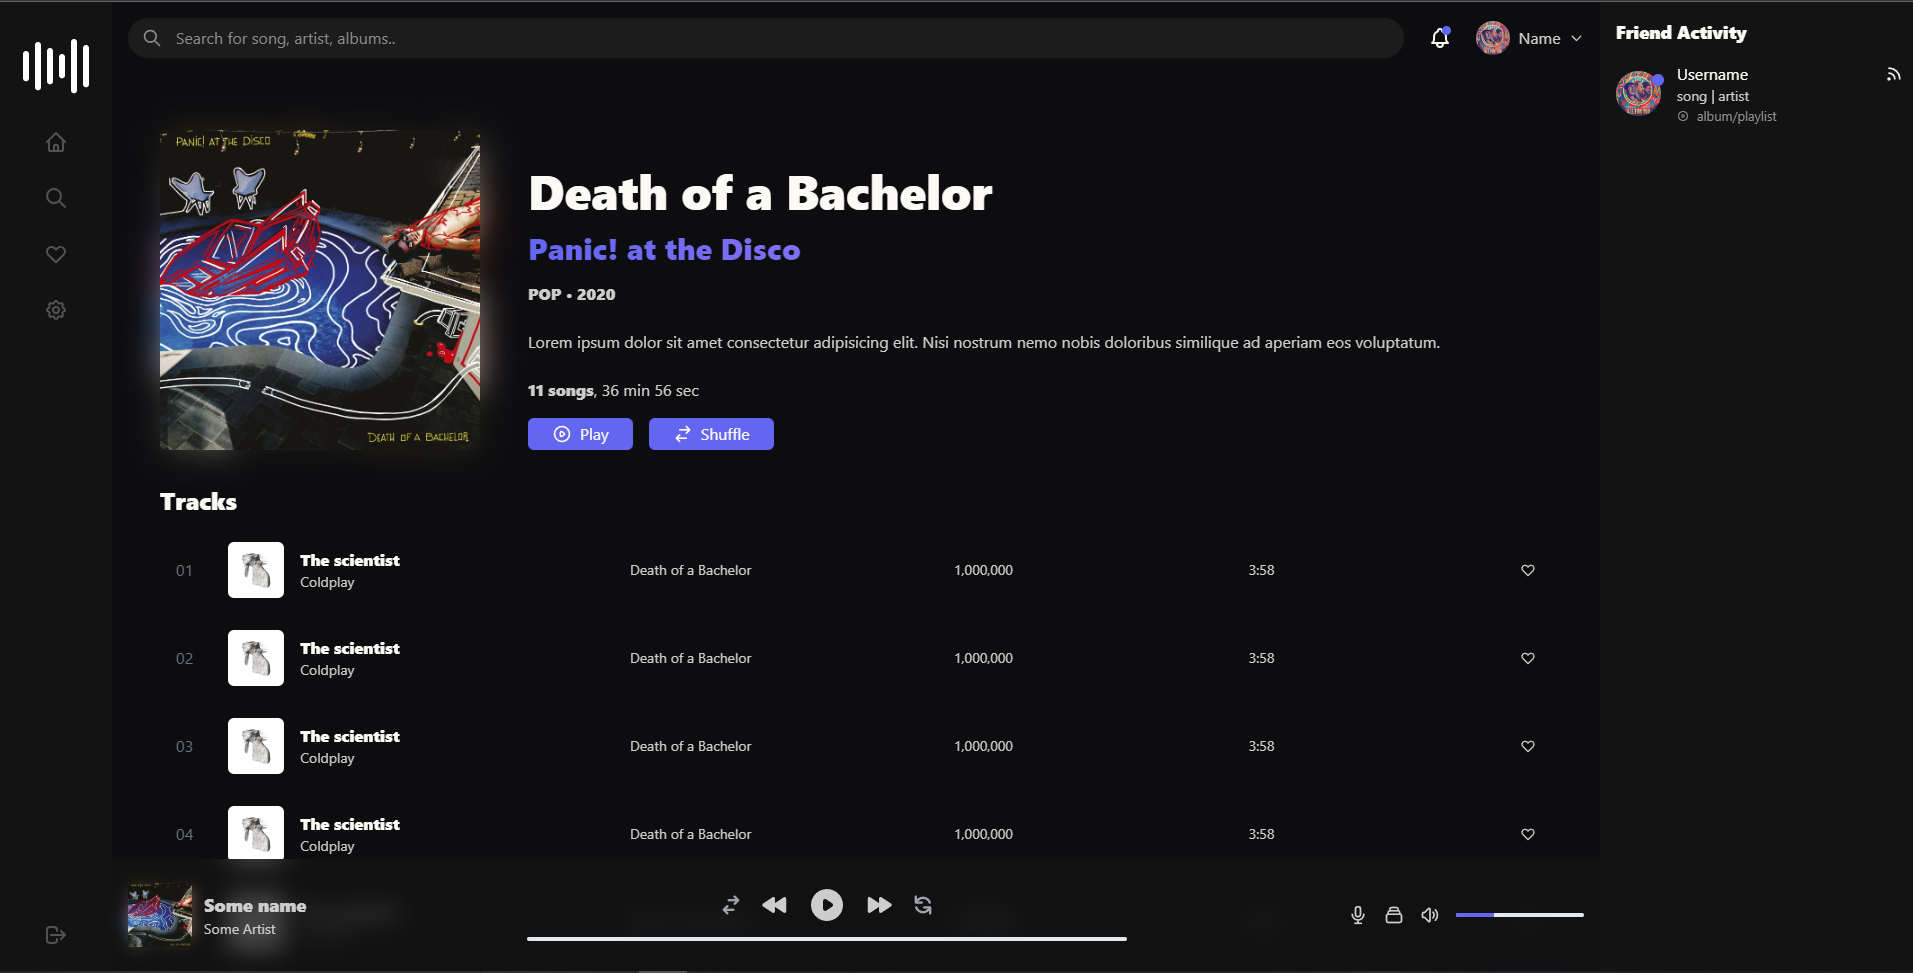 Search for song, artist, albums..
Name
Friend Activity
Username
song | artist
album/playlist
PANIC! AT THE DISCO
DEATH OF A BACHELOR
Death of a Bachelor
Panic! at the Disco
POP • 2020
Lorem ipsum dolor sit amet consectetur adipisicing elit. Nisi nostrum nemo nobis doloribus similique ad aperiam eos voluptatum.
11 songs, 36 min 56 sec
Play
Shuffle
Tracks
01 The scientist Death of a Bachelor 1,000,000 3:58
Coldplay
02 The scientist Death of a Bachelor 1,000,000 3:58
Coldplay
03 The scientist Death of a Bachelor 1,000,000 3:58
Coldplay
04 The scientist Death of a Bachelor 1,000,000 3:58
Coldplay
Some name
Some Artist